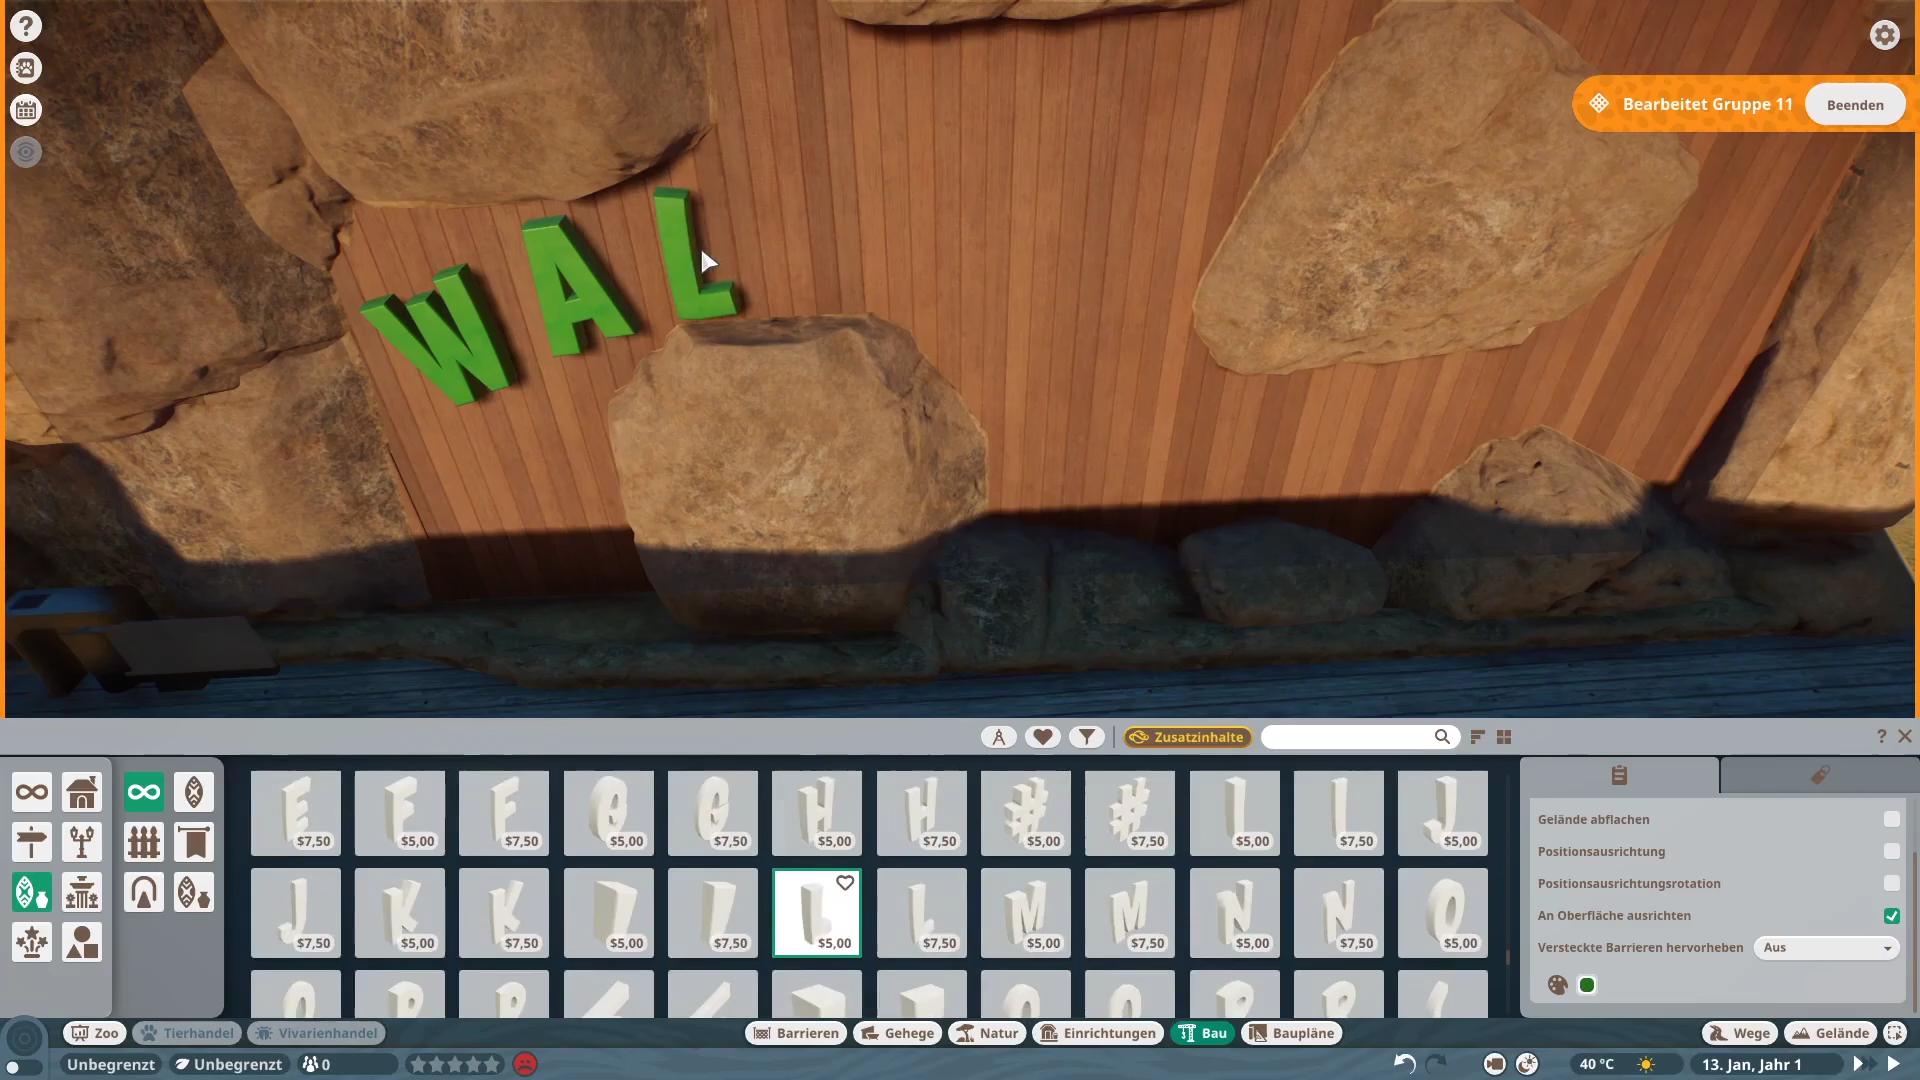 ?
Bearbeitet Gruppe 11
Beenden
W A L
Zusatzinhalte
?
E $7,50 F $5,00 F $7,50 $5,00 $7,50 H $5,00 H $7,50 # $5,00 # $7,50 I $5,00 I $7,50 J $5,00
J $7,50 K $5,00 K $7,50 $5,00 $7,50 L $5,00 L $7,50 M $5,00 M $7,50 N $5,00 N $7,50 $5,00
Gelände abflachen
Positionsausrichtung
Positionsausrichtungsrotation
An Oberfläche ausrichten
Versteckte Barrieren hervorheben Aus
Zoo Tierhandel Vivarienhandel Barrieren Gehege Natur Einrichtungen Bau Baupläne Wege Gelände
Unbegrenzt Unbegrenzt 0 40 °C 13. Jan, Jahr 1